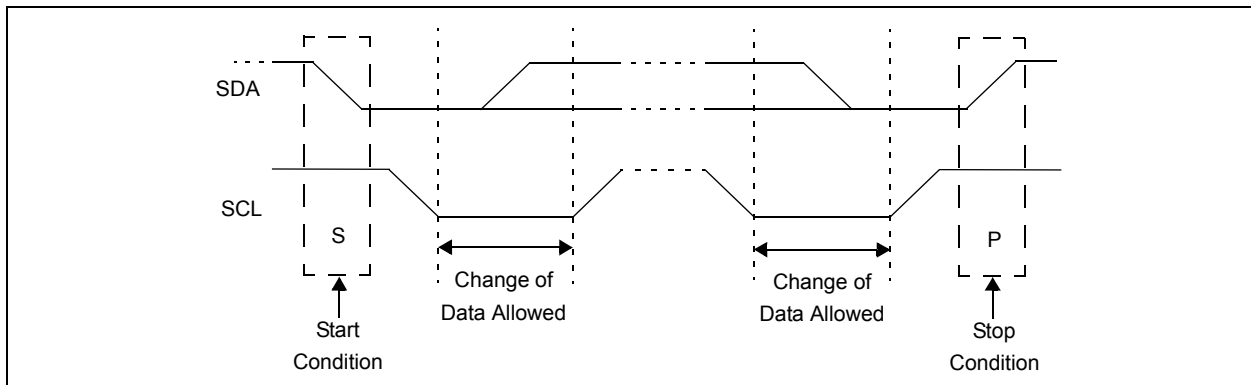 SDA
SCL
S
P
Change of
Data Allowed
Change of
Data Allowed
Start
Condition
Stop
Condition